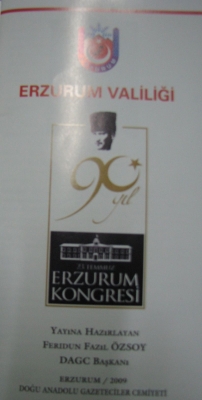 ERZURUM
ERZURUM VALİLİĞİ
90
yıl
23 TEMMUZ
ERZURUM
KONGRESİ
YAYINA HAZIRLAYAN
FERİDUN FAZIL ÖZSOY
DAGC BAŞKANI
ERZURUM / 2009
DOĞU ANADOLU GAZETECİLER CEMİYETİ